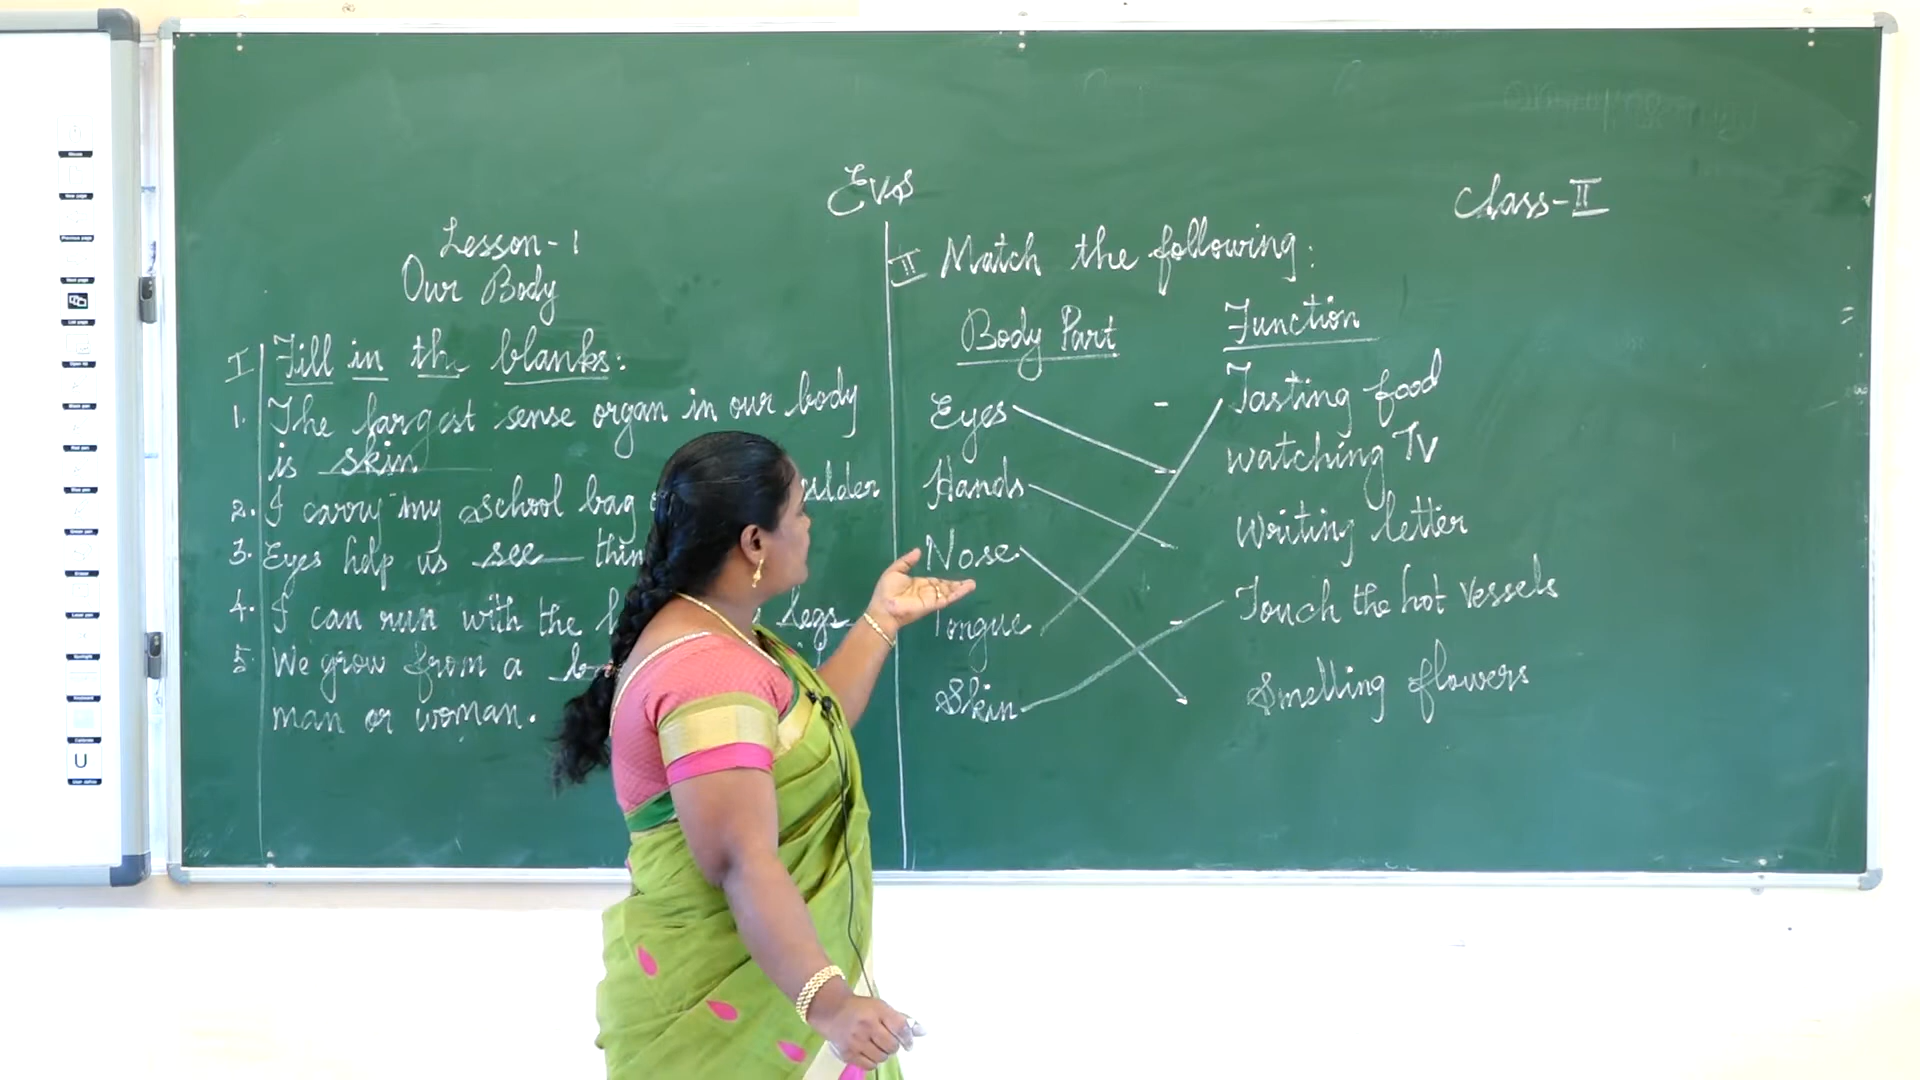 EVS
Class-II
Lesson-1
Our Body
I Fill in the blanks:
1. The largest sense organ in our body
is skin
2. I carry my school bag
3. Eyes help us see
4. I can run with the legs
5. We grow from a
man or woman.
II Match the following:
Body Part Function
Eyes - Tasting food
Hands watching TV
Nose writing letter
Tongue - Touch the hot vessels
Skin Smelling flowers
U